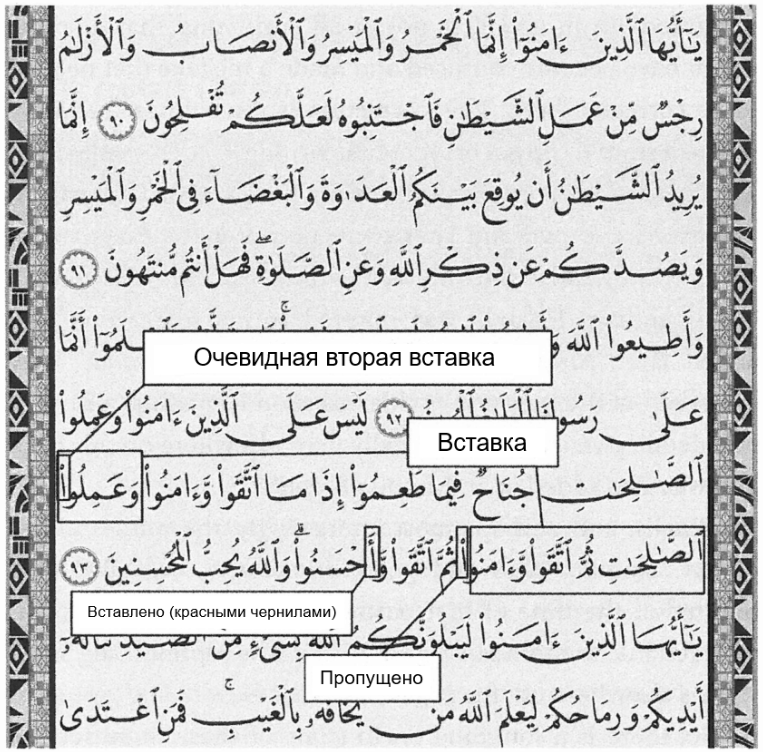 يَٰٓأَيُّهَا ٱلَّذِينَ ءَامَنُوٓا۟ إِنَّمَا ٱلْخَمْرُ وَٱلْمَيْسِرُ وَٱلْأَنصَابُ وَٱلْأَزْلَٰمُ
رِجْسٌ مِّنْ عَمَلِ ٱلشَّيْطَٰنِ فَٱجْتَنِبُوهُ لَعَلَّكُمْ تُفْلِحُونَ ٩٠ إِنَّمَا
يُرِيدُ ٱلشَّيْطَٰنُ أَن يُوقِعَ بَيْنَكُمُ ٱلْعَدَٰوَةَ وَٱلْبَغْضَآءَ فِى ٱلْخَمْرِ وَٱلْمَيْسِرِ
وَيَصُدَّكُمْ عَن ذِكْرِ ٱللَّهِ وَعَنِ ٱلصَّلَوٰةِ ۖ فَهَلْ أَنتُم مُّنتَهُونَ ٩١
وَأَطِيعُوا۟ ٱللَّهَ أَنَّمَا
Очевидная вторая вставка
عَلَىٰ ٩٢ لَيْسَ عَلَى ٱلَّذِينَ ءَامَنُوا۟ وَعَمِلُوا۟
Вставка
ٱلصَّٰلِحَٰتِ جُنَاحٌ فِيمَا طَعِمُوٓا۟ إِذَا مَا ٱتَّقَوا۟ وَّءَامَنُوا۟ وَعَمِلُوا۟
ٱلصَّٰلِحَٰتِ ثُمَّ ٱتَّقَوا۟ وَّءَامَنُوا۟ ثُمَّ ٱتَّقَوا۟ وَّأَحْسَنُوا۟ ۗ وَٱللَّهُ يُحِبُّ ٱلْمُحْسِنِينَ ٩٣
Вставлено (красными чернилами)
يَٰٓأَيُّهَا ٱلَّذِينَ ءَامَنُوا۟ لَيَبْلُوَنَّكُمُ ٱللَّهُ بِشَىْءٍ مِّنَ ٱلصَّيْدِ تَنَالُهُۥٓ
Пропущено
أَيْدِيكُمْ وَرِمَاحُكُمْ لِيَعْلَمَ ٱللَّهُ مَن يَخَافُهُۥ بِٱلْغَيْبِ ۚ فَمَنِ ٱعْتَدَىٰ